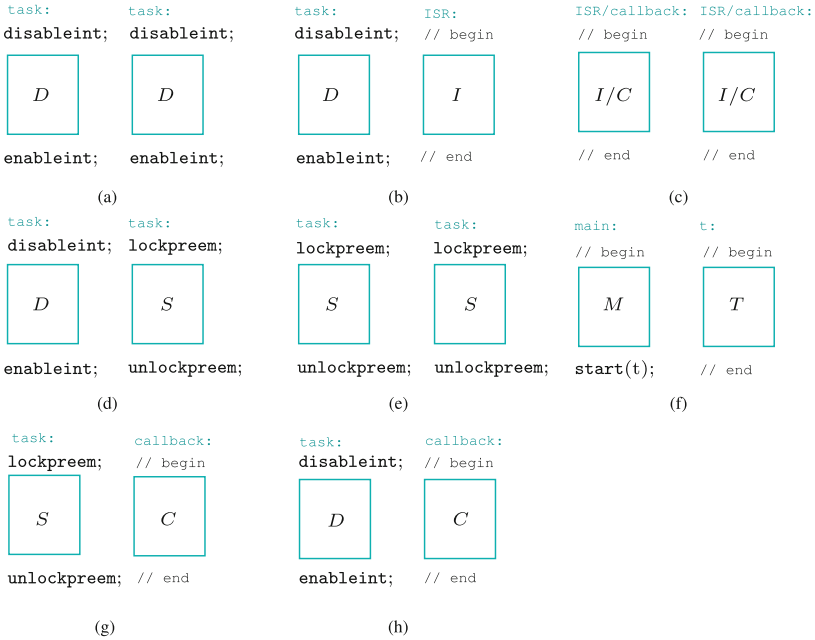 task: task: task: ISR: ISR/callback: ISR/callback:
disableint; disableint; disableint; // begin // begin // begin
D D D I I/C I/C
enableint; enableint; enableint; // end // end // end
(a) (b) (c)
task: task: task: task: main: t:
disableint; lockpreem; lockpreem; lockpreem; // begin // begin
D S S S M T
enableint; unlockpreem; unlockpreem; unlockpreem; start(t); // end
(d) (e) (f)
task: callback: task: callback:
lockpreem; // begin disableint; // begin
S C D C
unlockpreem; // end enableint; // end
(g) (h)